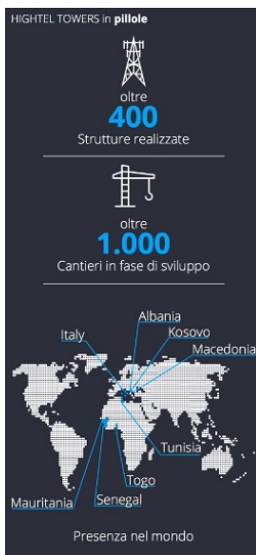 HIGHTEL TOWERS in pillole
oltre
400
Strutture realizzate
oltre
1.000
Cantieri in fase di sviluppo
Albania
Italy
Kosovo
Macedonia
Tunisia
Togo
Mauritania
Senegal
Presenza nel mondo